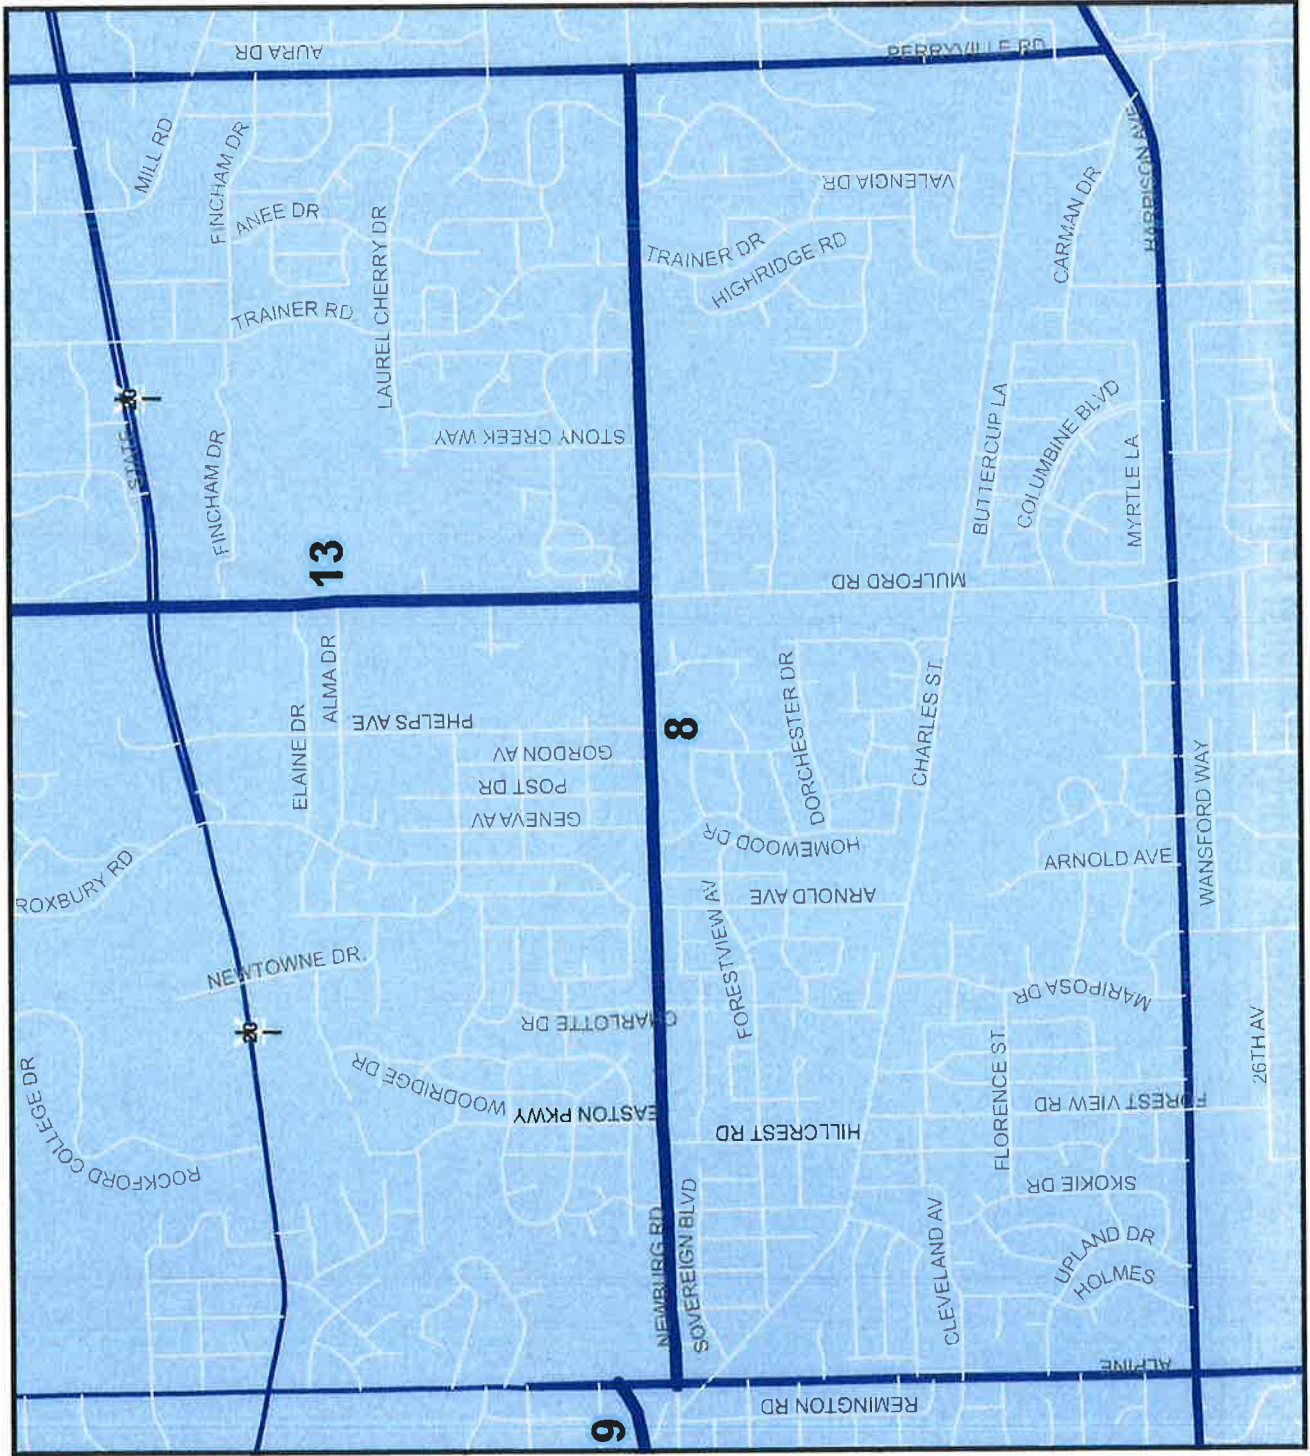 AURA DR
PERRYVILLE RD
MILL RD
FINCHAM DR
ANEE DR
LAUREL CHERRY DR
TRAINER RD
VALENCIA DR
TRAINER DR
HIGHRIDGE RD
CARMAN DR
HARRISON AVE
20
STATE
FINCHAM DR
STONY CREEK WAY
BUTTERCUP LA
COLUMBINE BLVD
MYRTLE LA
13
MULFORD RD
ELAINE DR
ALMA DR
PHELPS AVE
GORDON AV
POST DR
GENEVA AV
8
DORCHESTER DR
CHARLES ST
HOMEWOOD DR
ARNOLD AVE
ARNOLD AVE
WANSFORD WAY
ROXBURY RD
NEWTOWNE DR.
FORESTVIEW AV
CHARLOTTE DR
MARIPOSA DR
20
26TH AV
ROCKFORD COLLEGE DR
WOODRIDGE DR
EASTON PKWY
HILLCREST RD
FLORENCE ST
FOREST VIEW RD
SKOKIE DR
NEWBURG RD
SOVEREIGN BLVD
CLEVELAND AV
UPLAND DR
HOLMES
ALPINE
REMINGTON RD
9